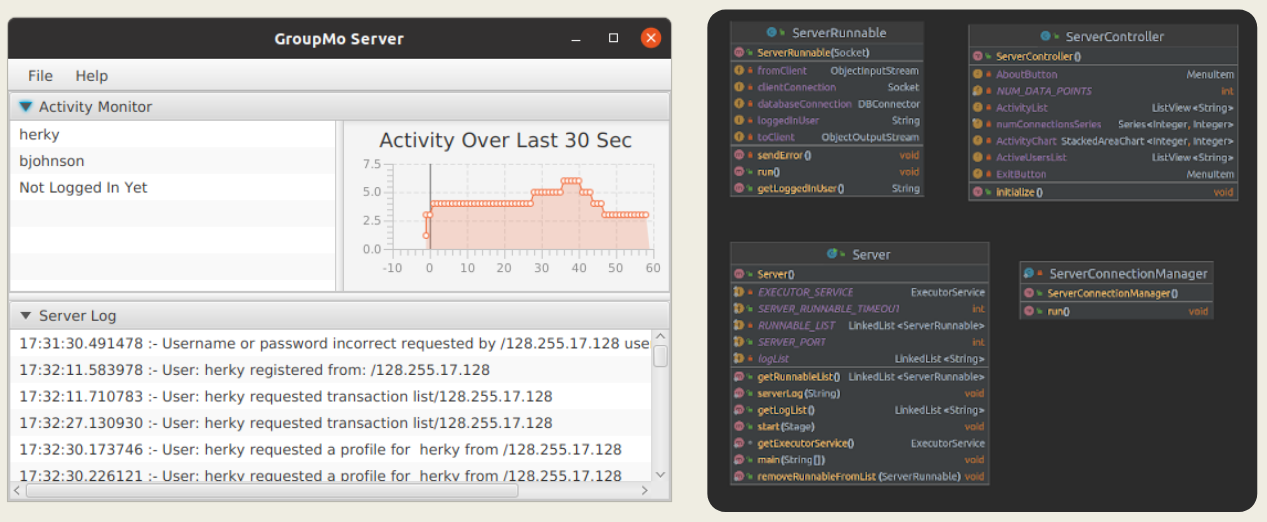 GroupMo Server
File Help
Activity Monitor
herky
bjohnson
Not Logged In Yet
Activity Over Last 30 Sec
7.5
5.0
2.5
0.0
-10 0 10 20 30 40 50 60
Server Log
17:31:30.491478 :- Username or password incorrect requested by /128.255.17.128 use
17:32:11.583978 :- User: herky registered from: /128.255.17.128
17:32:11.710783 :- User: herky requested transaction list/128.255.17.128
17:32:27.130930 :- User: herky requested transaction list/128.255.17.128
17:32:30.173746 :- User: herky requested a profile for  herky from /128.255.17.128
17:32:30.226121 :- User: herky requested a profile for  herky from /128.255.17.128
ServerRunnable
ServerRunnable(Socket)
fromClient ObjectInputStream
clientConnection Socket
databaseConnection DBConnector
loggedInUser String
toClient ObjectOutputStream
sendError() void
run() void
getLoggedInUser() String
ServerController
ServerController()
AboutButton MenuItem
NUM_DATA_POINTS int
ActivityList ListView<String>
numConnectionsSeries Series<Integer, Integer>
ActivityChart StackedAreaChart<Integer, Integer>
ActiveUsersList ListView<String>
ExitButton MenuItem
initialize() void
Server
Server()
EXECUTOR_SERVICE ExecutorService
SERVER_RUNNABLE_TIMEOUT int
RUNNABLE_LIST LinkedList<ServerRunnable>
SERVER_PORT int
logList LinkedList<String>
getRunnableList() LinkedList<ServerRunnable>
serverLog(String) void
getLogList() LinkedList<String>
start(Stage) void
getExecutorService() ExecutorService
main(String[]) void
removeRunnableFromList(ServerRunnable) void
ServerConnectionManager
ServerConnectionManager()
run() void